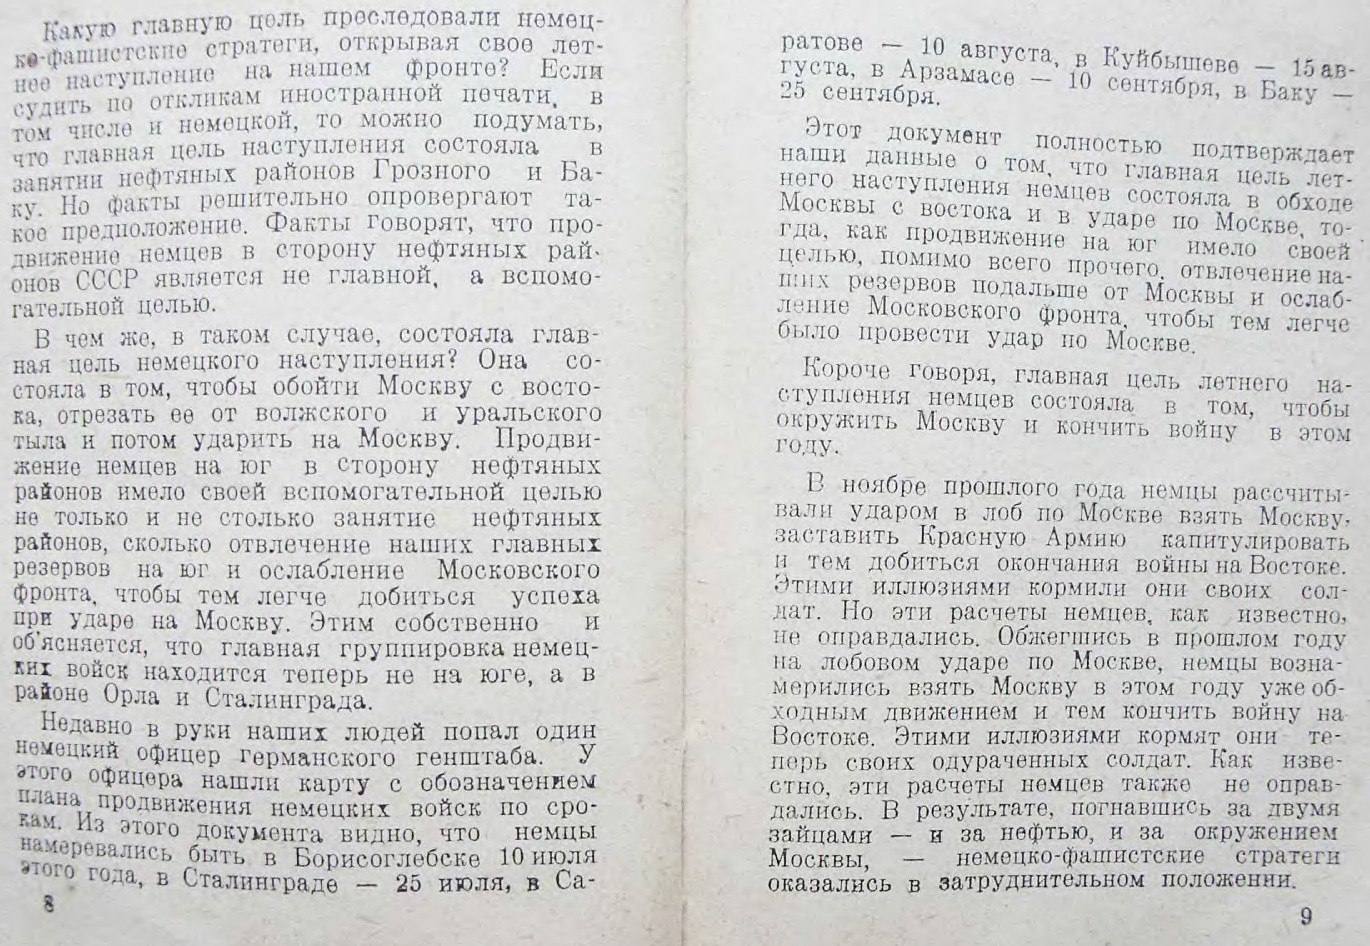 Какую главную цель преследовали немец-
ко-фашистские стратеги, открывая свое лет-
нее наступление на нашем фронте? Если
судить по откликам иностранной печати, в
том числе и немецкой, то можно подумать,
что главная цель наступления состояла в
занятии нефтяных районов Грозного и Ба-
ку. Но факты решительно опровергают та-
кое предположение. Факты говорят, что про-
движение немцев в сторону нефтяных рай-
онов СССР является не главной, а вспомо-
гательной целью.
В чем же, в таком случае, состояла глав-
ная цель немецкого наступления? Она со-
стояла в том, чтобы обойти Москву с восто-
ка, отрезать ее от волжского и уральского
тыла и потом ударить на Москву. Продви-
жение немцев на юг в сторону нефтяных
районов имело своей вспомогательной целью
не только и не столько занятие нефтяных
районов, сколько отвлечение наших главных
резервов на юг и ослабление Московского
фронта, чтобы тем легче добиться успеха
при ударе на Москву. Этим собственно и
об'ясняется, что главная группировка немец-
ких войск находится теперь не на юге, а в
районе Орла и Сталинграда.
Недавно в руки наших людей попал один
немецкий офицер германского генштаба. У
этого офицера нашли карту с обозначением
плана продвижения немецких войск по сро-
кам. Из этого документа видно, что немцы
намеревались быть в Борисоглебске 10 июля
этого года, в Сталинграде — 25 июля, в Са-
8
ратове — 10 августа, в Куйбышеве — 15 ав-
густа, в Арзамасе — 10 сентября, в Баку —
25 сентября.
Этот документ полностью подтверждает
наши данные о том, что главная цель лет-
него наступления немцев состояла в обходе
Москвы с востока и в ударе по Москве, то-
гда, как продвижение на юг имело своей
целью, помимо всего прочего, отвлечение на-
ших резервов подальше от Москвы и ослаб-
ление Московского фронта, чтобы тем легче
было провести удар по Москве.
Короче говоря, главная цель летнего на-
ступления немцев состояла в том, чтобы
окружить Москву и кончить войну в этом
году.
В ноябре прошлого года немцы рассчиты-
вали ударом в лоб по Москве взять Москву,
заставить Красную Армию капитулировать
и тем добиться окончания войны на Востоке.
Этими иллюзиями кормили они своих сол-
дат. Но эти расчеты немцев, как известно,
не оправдались. Обжегшись в прошлом году
на лобовом ударе по Москве, немцы возна-
мерились взять Москву в этом году уже об-
ходным движением и тем кончить войну на
Востоке. Этими иллюзиями кормят они те-
перь своих одураченных солдат. Как изве-
стно, эти расчеты немцев также не оправ-
дались. В результате, погнавшись за двумя
зайцами — и за нефтью, и за окружением
Москвы, — немецко-фашистские стратеги
оказались в затруднительном положении.
9